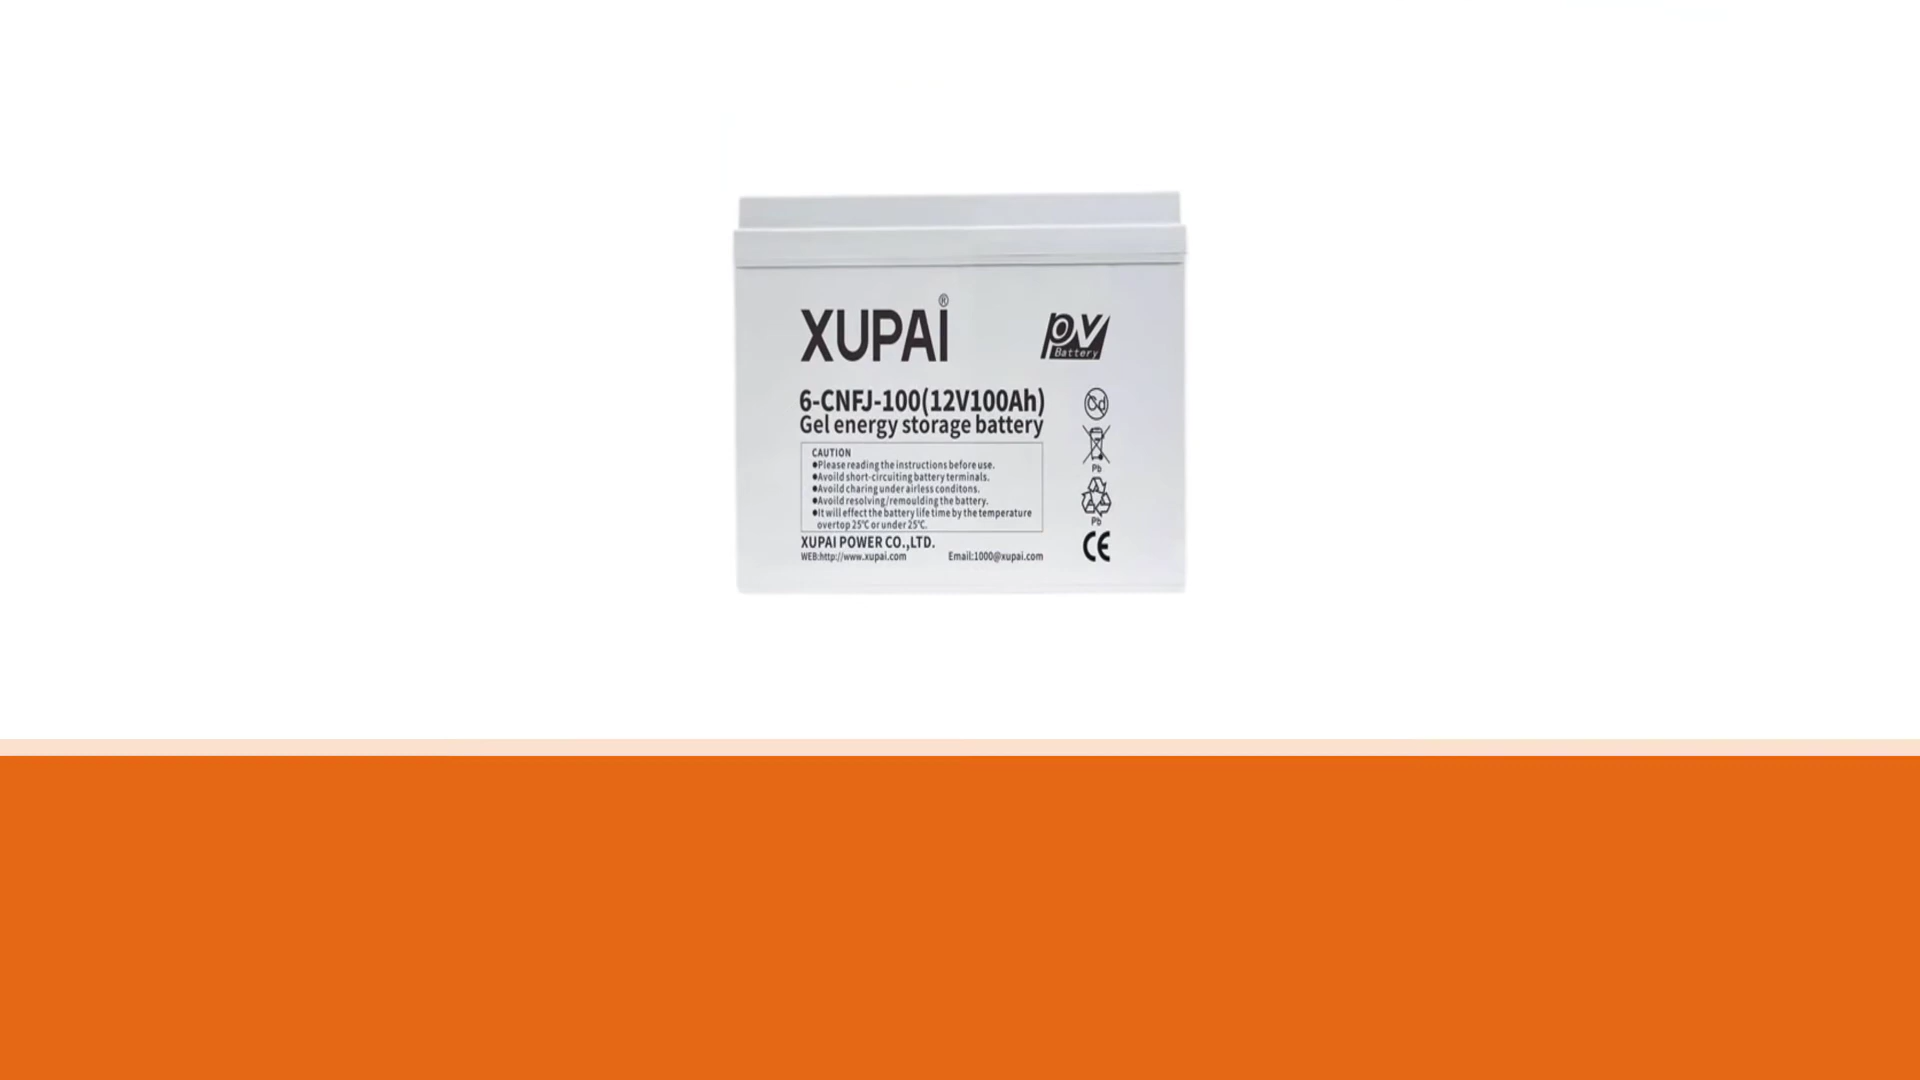 XUPAI®
PV
Battery
6-CNFJ-100(12V100Ah)
Gel energy storage battery
CAUTION
●Please reading the instructions before use.
●Avoild short-circuiting battery terminals.
●Avoild charing under airless conditons.
●Avoild resolving/remoulding the battery.
●It will effect the battery life time by the temperature
overtop 25℃ or under 25℃.
XUPAI POWER CO.,LTD.
WEB:http://www.xupai.com
Email:1000@xupai.com
Cd
Pb
Pb
CE